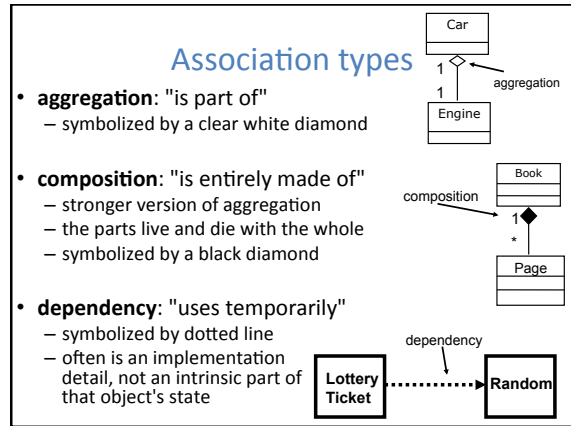 Association types
• aggregation: "is part of"
– symbolized by a clear white diamond
• composition: "is entirely made of"
– stronger version of aggregation
– the parts live and die with the whole
– symbolized by a black diamond
• dependency: "uses temporarily"
– symbolized by dotted line
– often is an implementation
detail, not an intrinsic part of
that object's state
Car
1
aggregation
1
Engine
Book
composition
1
*
Page
dependency
Lottery
Ticket
Random